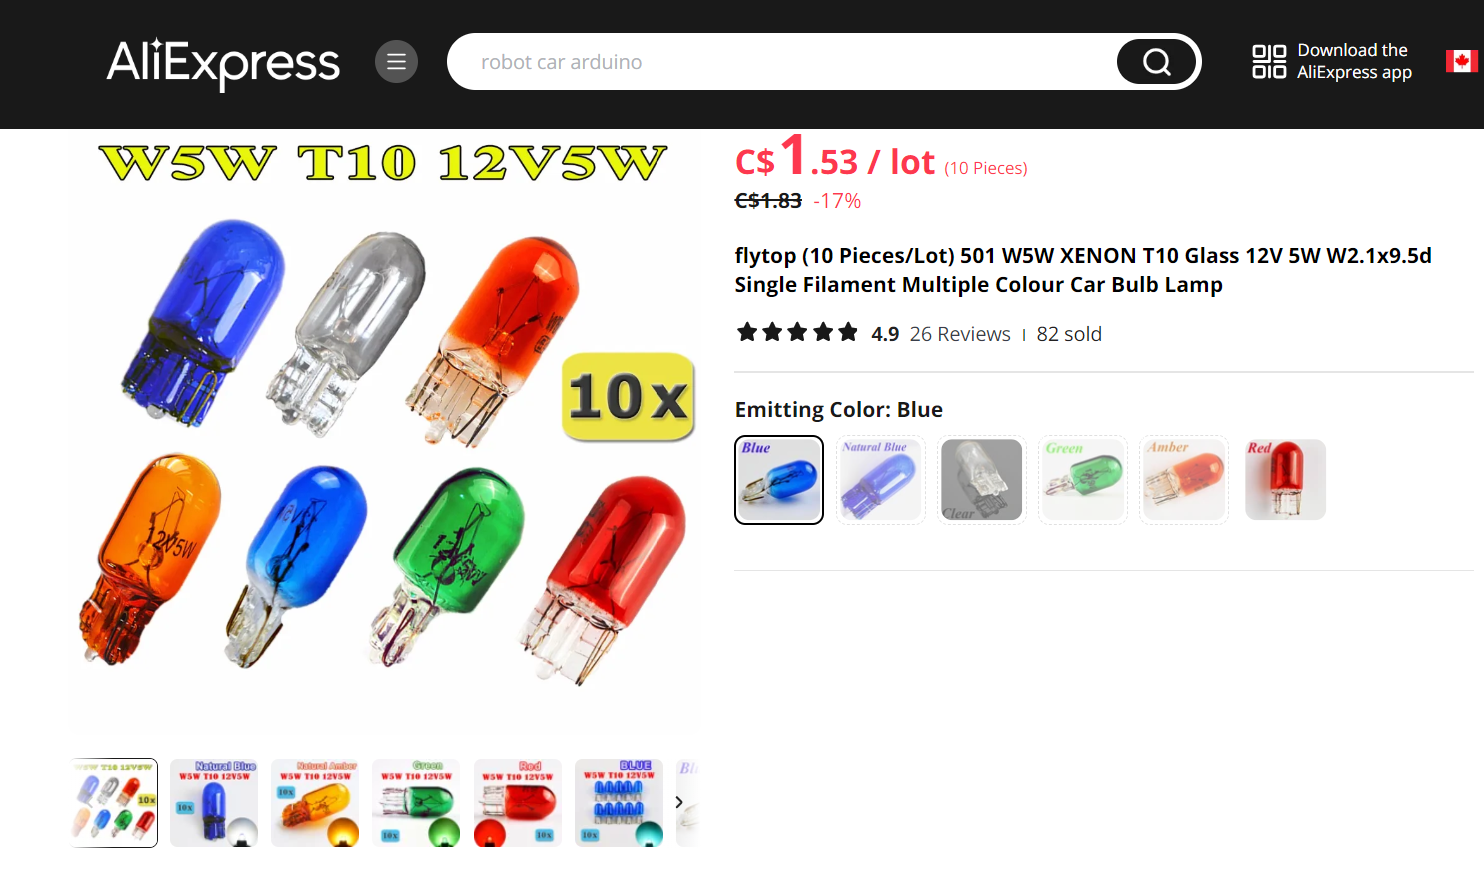 AliExpress
robot car arduino
Download the
AliExpress app
W5W T10 12V5W
10x
12V5W
C$1.53 / lot (10 Pieces)
C$1.83 -17%
flytop (10 Pieces/Lot) 501 W5W XENON T10 Glass 12V 5W W2.1x9.5d
Single Filament Multiple Colour Car Bulb Lamp
4.9 26 Reviews | 82 sold
Emitting Color: Blue
Blue
Natural Blue
Clear
Green
Amber
Red
W5W T10 12V5W
10x
Natural Blue
W5W T10 12V5W
10x
Natural Amber
W5W T10 12V5W
10x
Green
W5W T10 12V5W
10x
Red
W5W T10 12V5W
10x
BLUE
W5W T10 12V5W
10x